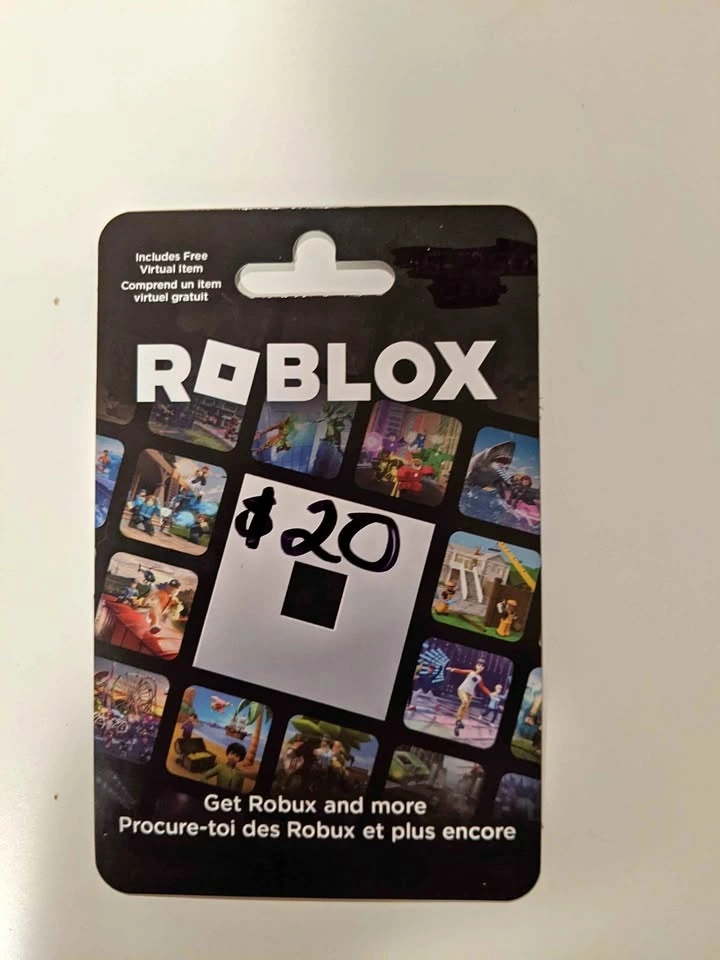 Includes Free
Virtual Item
Comprend un item
virtuel gratuit
ROBLOX
$20
Get Robux and more
Procure-toi des Robux et plus encore